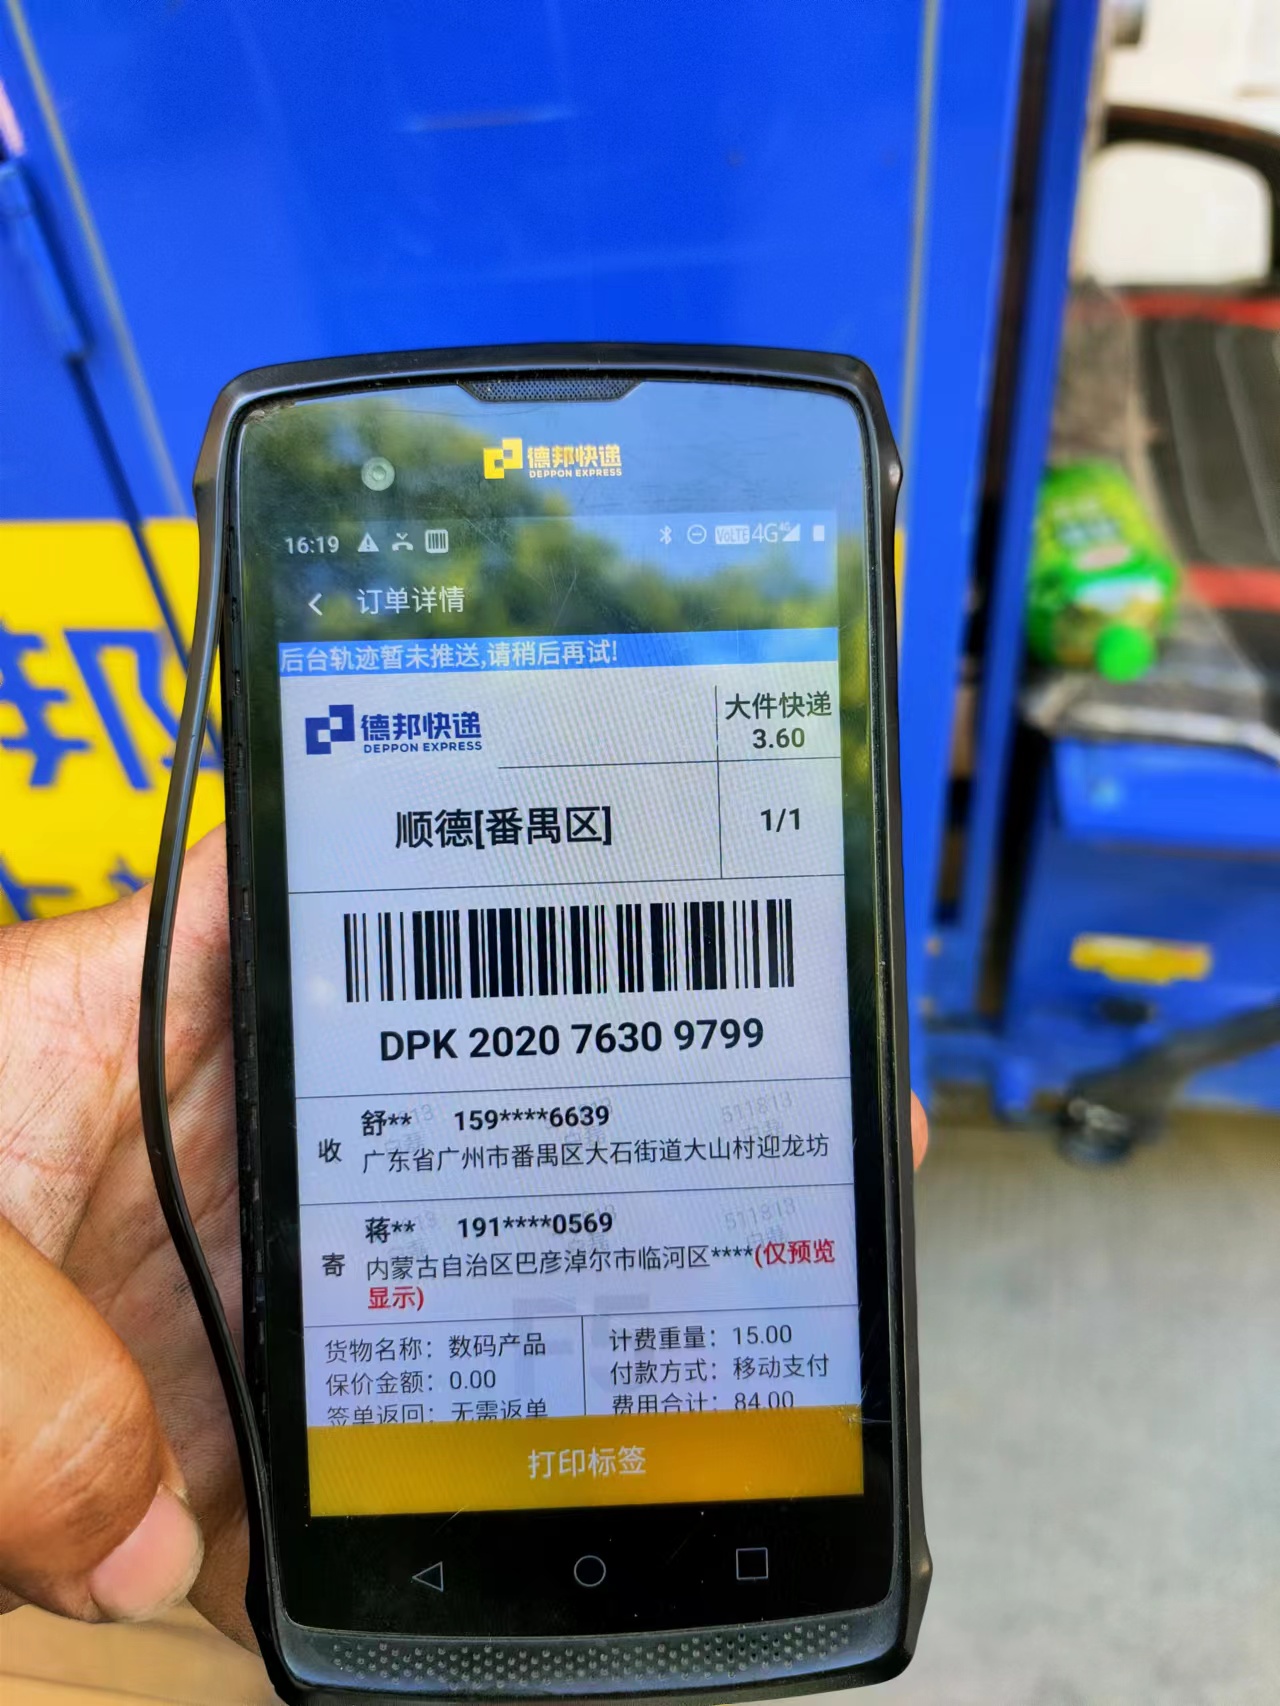 德邦快递
DEPPON EXPRESS
16:19 VoLTE 4G 4G
订单详情
后台轨迹暂未推送,请稍后再试!
德邦快递
DEPPON EXPRESS
大件快递
3.60
顺德[番禺区]
1/1
DPK 2020 7630 9799
收
舒** 159****6639
广东省广州市番禺区大石街道大山村迎龙坊
寄
蒋** 191****0569
内蒙古自治区巴彦淖尔市临河区****(仅预览
显示)
511813
511813
货物名称：数码产品
保价金额：0.00
签单返回：无需返单
计费重量：15.00
付款方式：移动支付
费用合计：84.00
打印标签